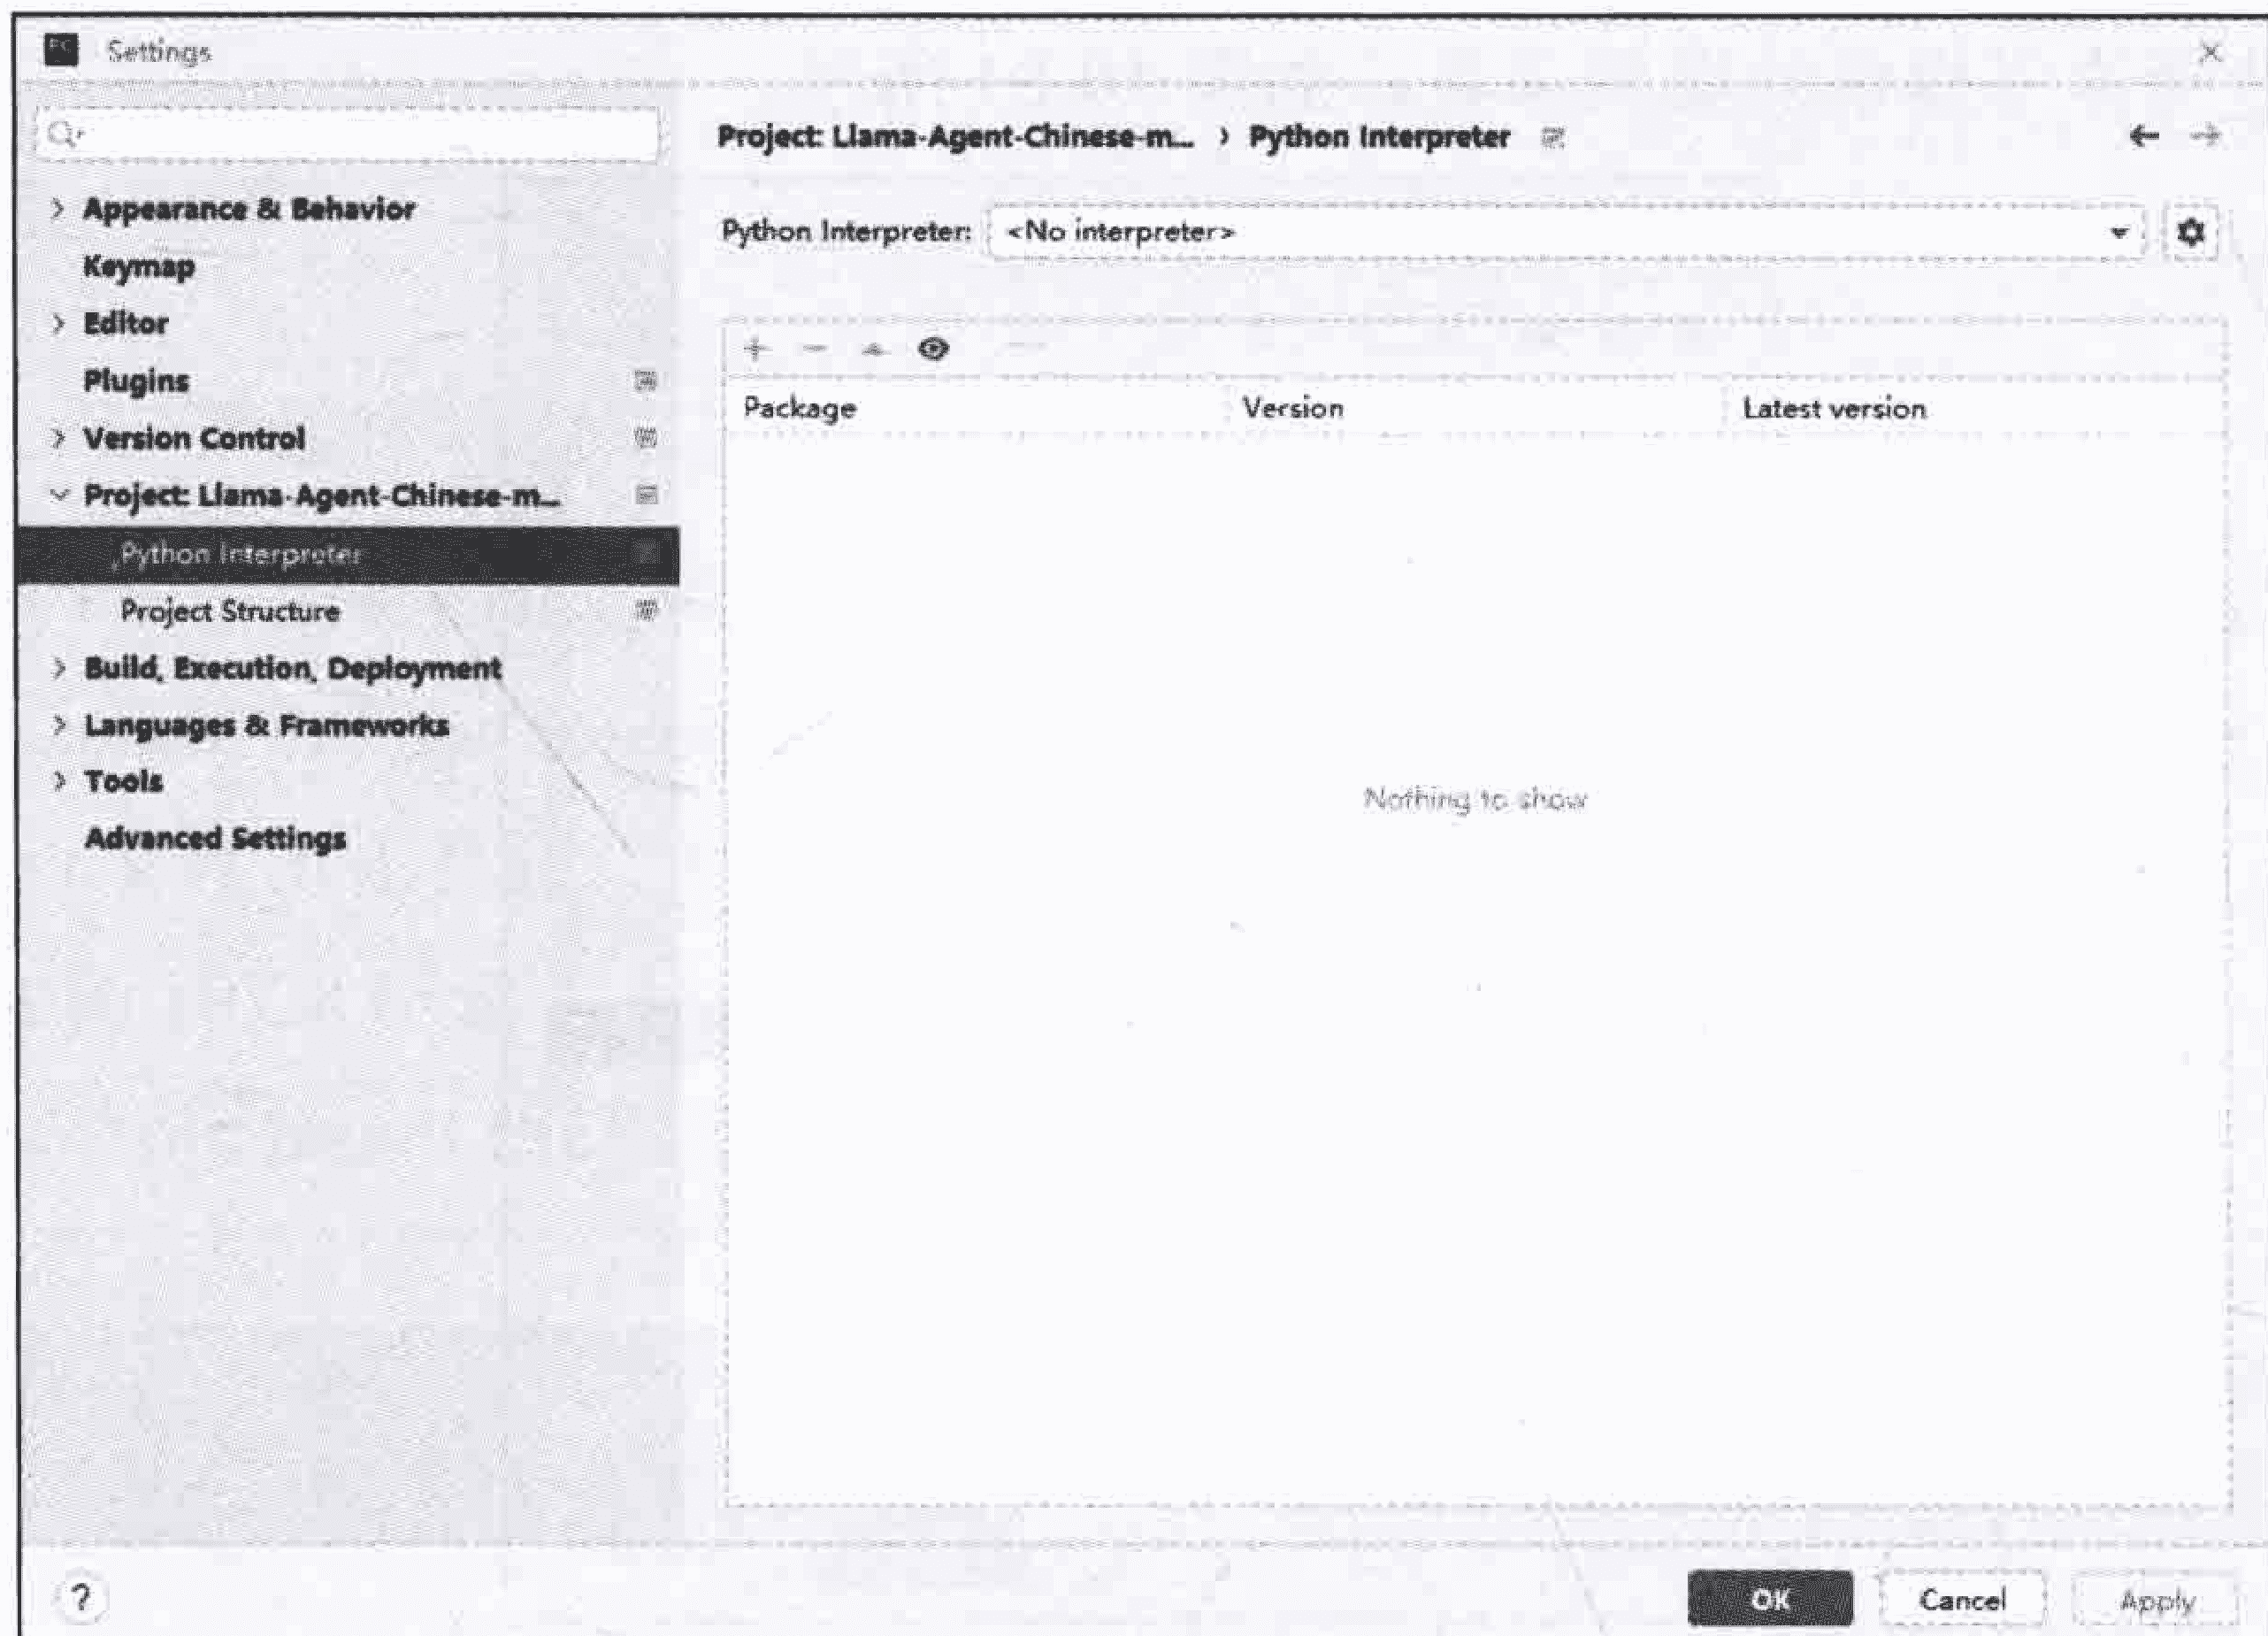 PC Settings
Appearance & Behavior
Keymap
Editor
Plugins
Version Control
Project: Llama-Agent-Chinese-m...
Python Interpreter
Project Structure
Build, Execution, Deployment
Languages & Frameworks
Tools
Advanced Settings
Project: Llama-Agent-Chinese-m... › Python Interpreter
Python Interpreter: <No interpreter>
Package Version Latest version
Nothing to show
? OK Cancel Apply